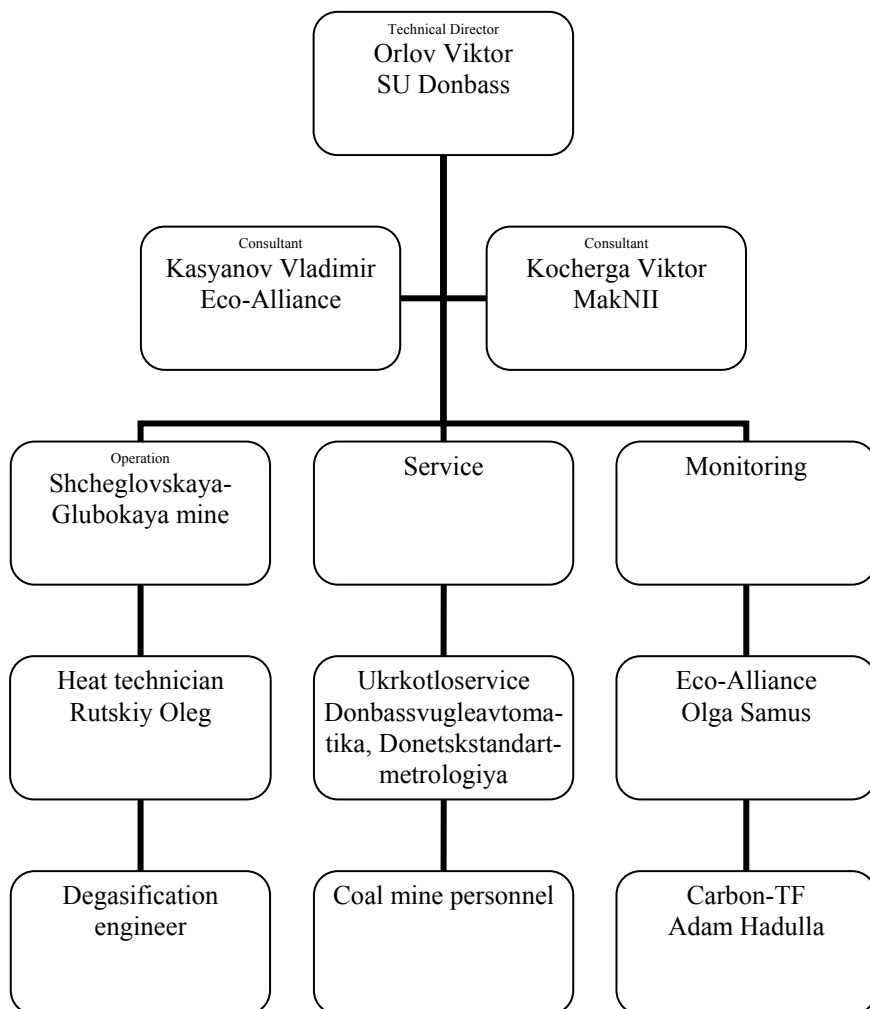 Technical Director
Orlov Viktor
SU Donbass
Consultant
Kasyanov Vladimir
Eco-Alliance
Consultant
Kocherga Viktor
MakNII
Operation
Shcheglovskaya-
Glubokaya mine
Service
Monitoring
Heat technician
Rutskiy Oleg
Ukrkotloservice
Donbassvugleavtoma-
tika, Donetskstandart-
metrologiya
Eco-Alliance
Olga Samus
Degasification
engineer
Coal mine personnel
Carbon-TF
Adam Hadulla